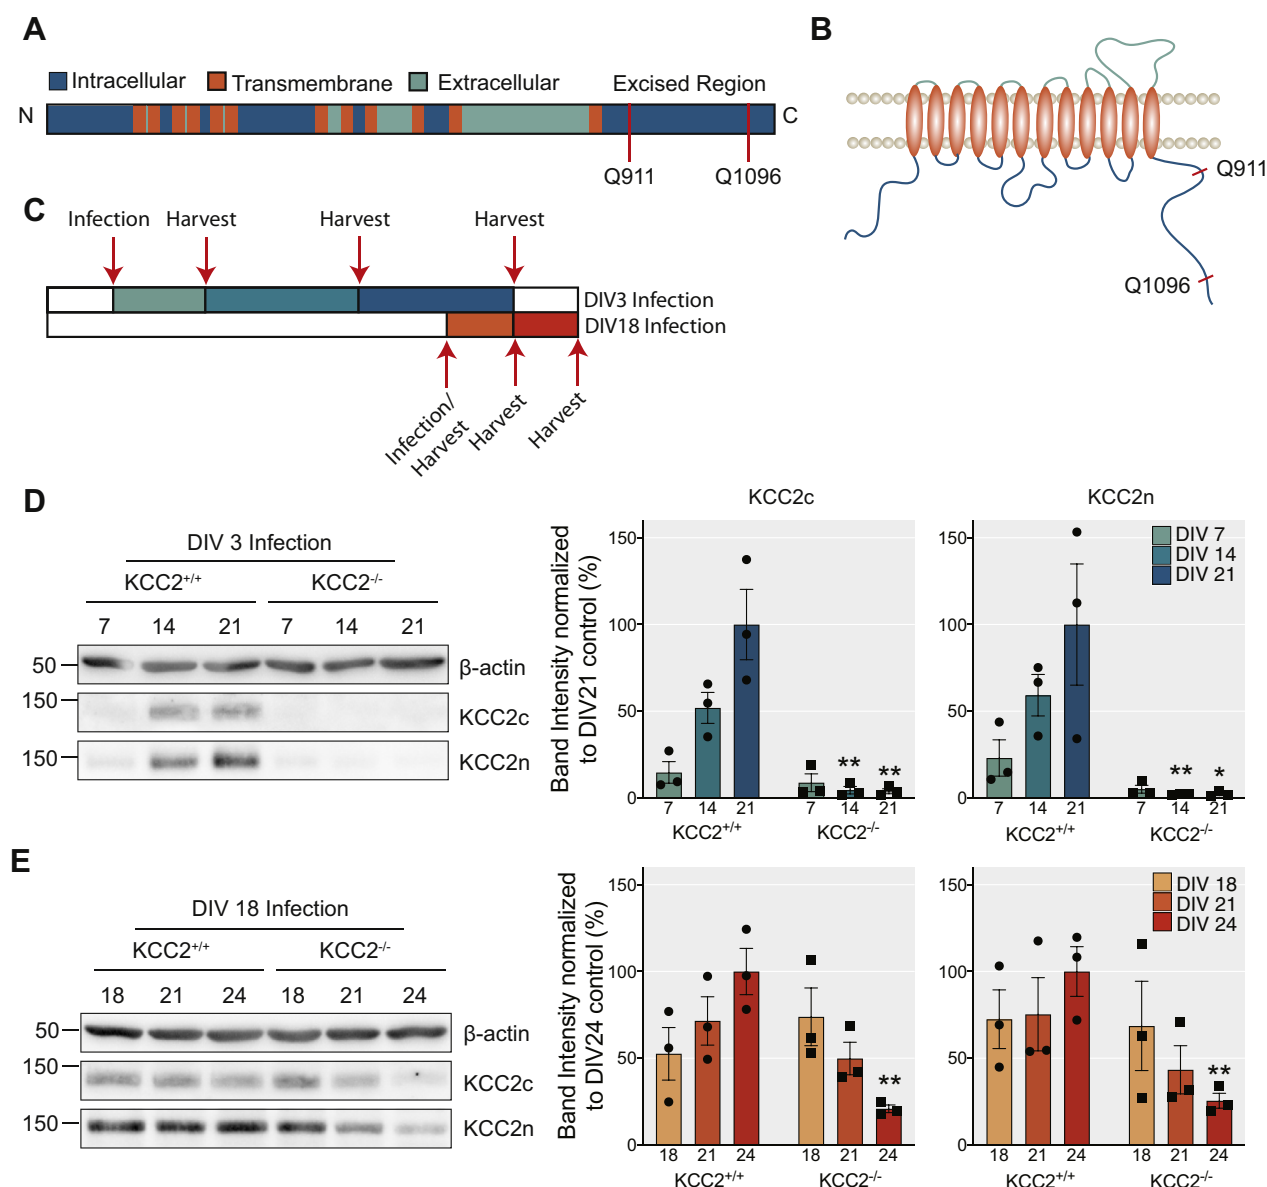 A
Intracellular Transmembrane Extracellular Excised Region
N C
Q911 Q1096
B
Q911
Q1096
C
Infection Harvest Harvest Harvest
DIV3 Infection
DIV18 Infection
Infection/
Harvest
Harvest
Harvest
D
DIV 3 Infection
KCC2+/+ KCC2-/-
7 14 21 7 14 21
50 β-actin
150 KCC2c
150 KCC2n
KCC2c
Band Intensity normalized
to DIV21 control (%)
150
100
50
0
** **
7 14 21 7 14 21
KCC2+/+ KCC2-/-
KCC2n
DIV 7
DIV 14
DIV 21
150
100
50
0
** *
7 14 21 7 14 21
KCC2+/+ KCC2-/-
E
DIV 18 Infection
KCC2+/+ KCC2-/-
18 21 24 18 21 24
50 β-actin
150 KCC2c
150 KCC2n
Band Intensity normalized
to DIV24 control (%)
150
100
50
0
**
18 21 24 18 21 24
KCC2+/+ KCC2-/-
DIV 18
DIV 21
DIV 24
150
100
50
0
**
18 21 24 18 21 24
KCC2+/+ KCC2-/-